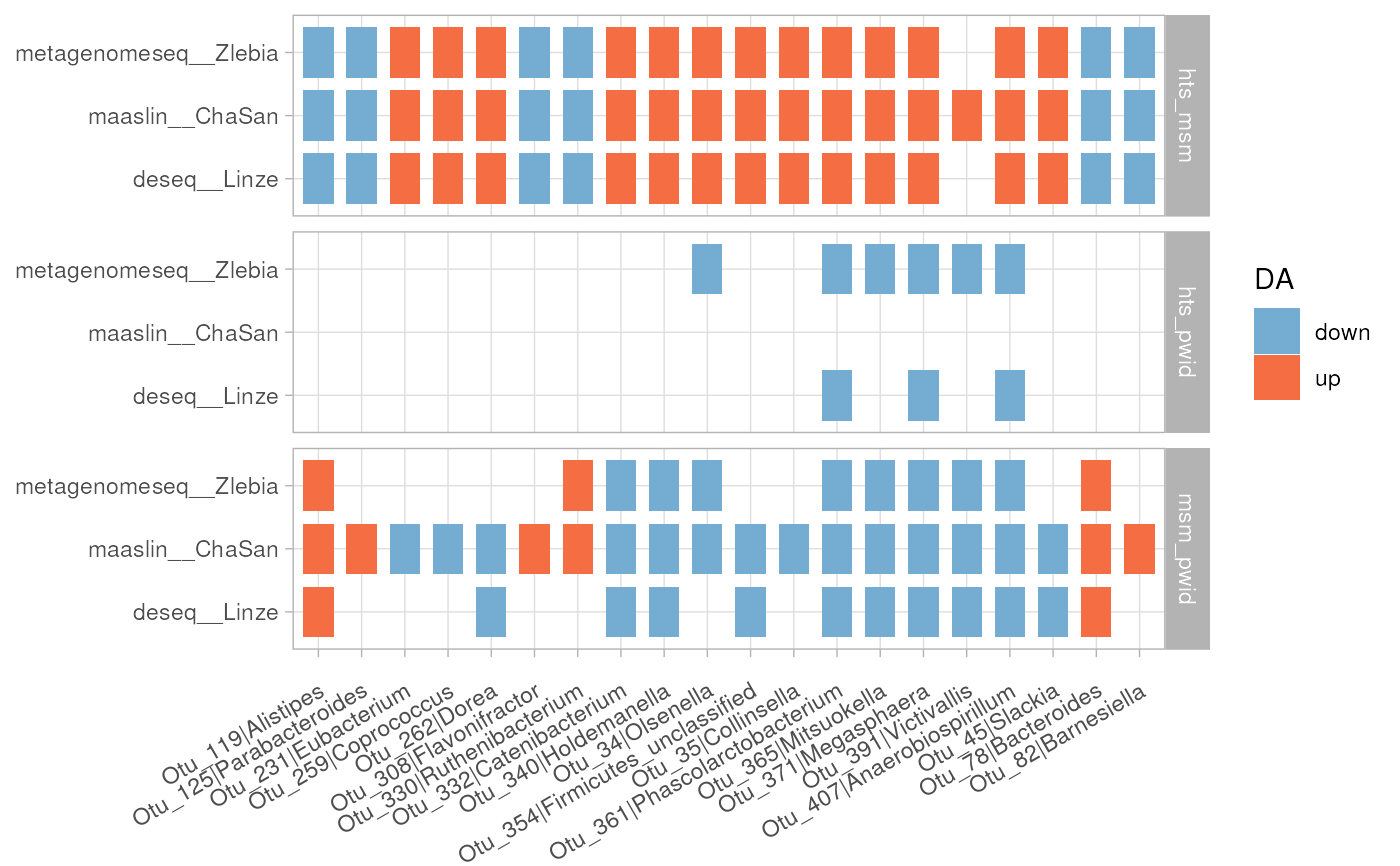 metagenomeseq__Zlebia
maaslin__ChaSan
deseq__Linze
hts_msm
metagenomeseq__Zlebia
maaslin__ChaSan
deseq__Linze
hts_pwid
metagenomeseq__Zlebia
maaslin__ChaSan
deseq__Linze
msm_pwid
Otu_119|Alistipes
Otu_125|Parabacteroides
Otu_231|Eubacterium
Otu_259|Coprococcus
Otu_262|Dorea
Otu_308|Flavonifractor
Otu_330|Ruthenibacterium
Otu_332|Catenibacterium
Otu_340|Holdemanella
Otu_34|Olsenella
Otu_354|Firmicutes_unclassified
Otu_35|Collinsella
Otu_361|Phascolarctobacterium
Otu_365|Mitsuokella
Otu_371|Megasphaera
Otu_391|Victivallis
Otu_407|Anaerobiospirillum
Otu_45|Slackia
Otu_78|Bacteroides
Otu_82|Barnesiella
DA
down
up